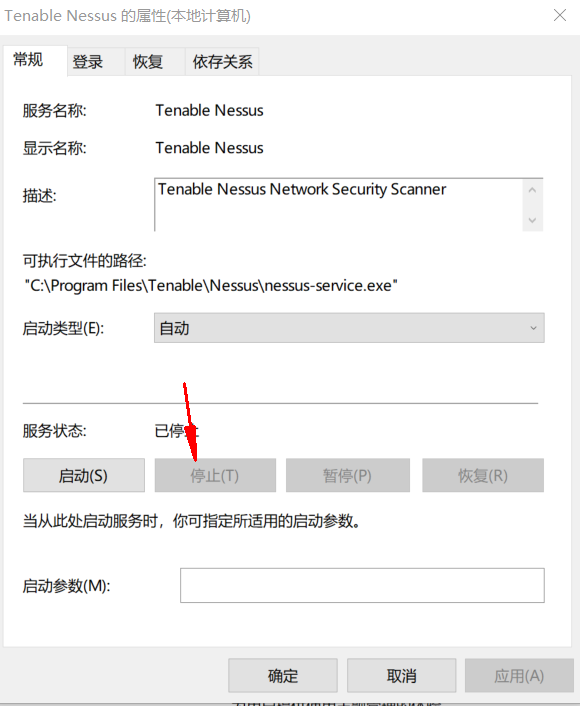 Tenable Nessus 的属性(本地计算机)
常规 登录 恢复 依存关系
服务名称: Tenable Nessus
显示名称: Tenable Nessus
描述: Tenable Nessus Network Security Scanner
可执行文件的路径:
"C:\Program Files\Tenable\Nessus\nessus-service.exe"
启动类型(E): 自动
服务状态: 已停止
启动(S) 停止(T) 暂停(P) 恢复(R)
当从此处启动服务时，你可指定所适用的启动参数。
启动参数(M):
确定 取消 应用(A)